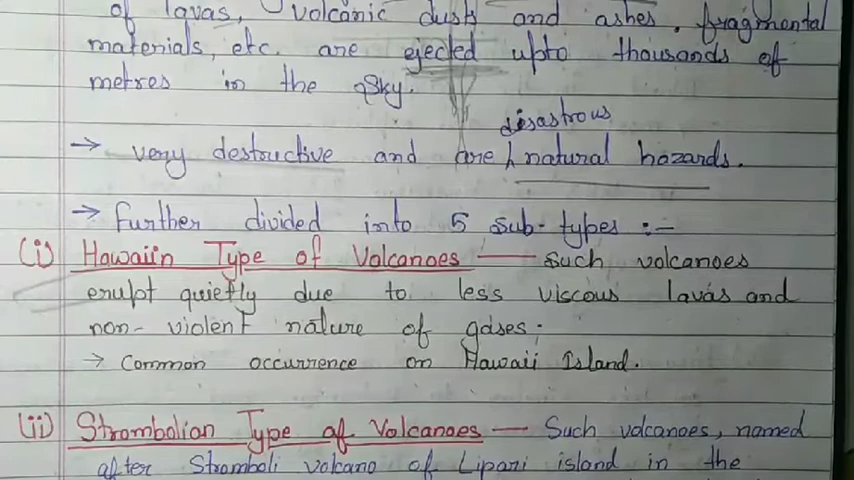 of lavas, volcanic dusts and ashes, fragmental
materials, etc. are ejected upto thousands of
metres in the sky.
disastrous
→ very destructive and are natural hazards.
→ Further divided into 5 sub-types :-
(i) Hawaiin Type of Volcanoes — such volcanoes
erupt quietly due to less viscous lavas and
non-violent nature of gases.
→ Common occurrence on Hawaii Island.
(ii) Strombolian Type of Volcanoes — Such volcanoes, named
after Stromboli volcano of Lipari island in the